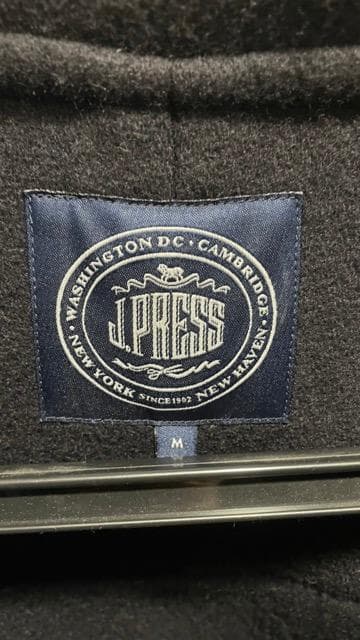 WASHINGTON DC · CAMBRIDGE ·
J.PRESS
· NEW YORK SINCE 1902 NEW HAVEN ·
M